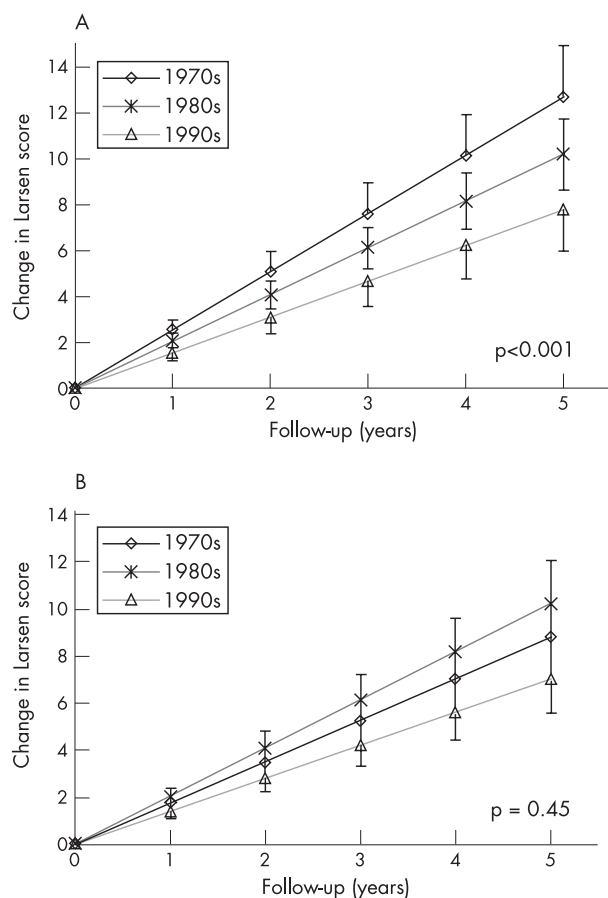 A
14
12
10
8
6
4
2
0
1970s
1980s
1990s
Change in Larsen score
p<0.001
0 1 2 3 4 5
Follow-up (years)
B
14
12
10
8
6
4
2
0
1970s
1980s
1990s
Change in Larsen score
p = 0.45
0 1 2 3 4 5
Follow-up (years)